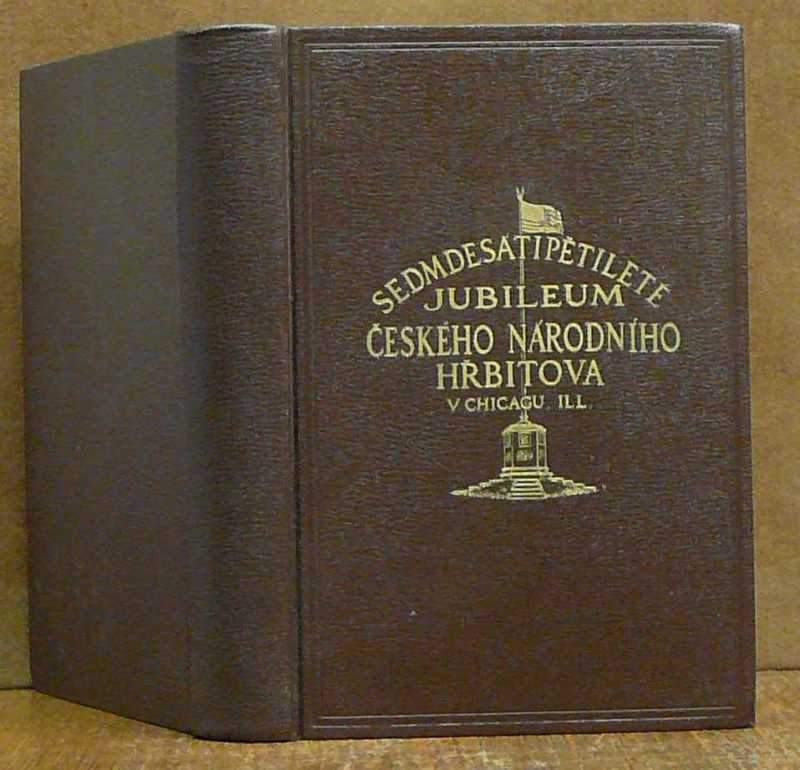 SEDMDESÁTIPĚTILETÉ
JUBILEUM
ČESKÉHO NÁRODNÍHO
HŘBITOVA
V CHICAGU, ILL.